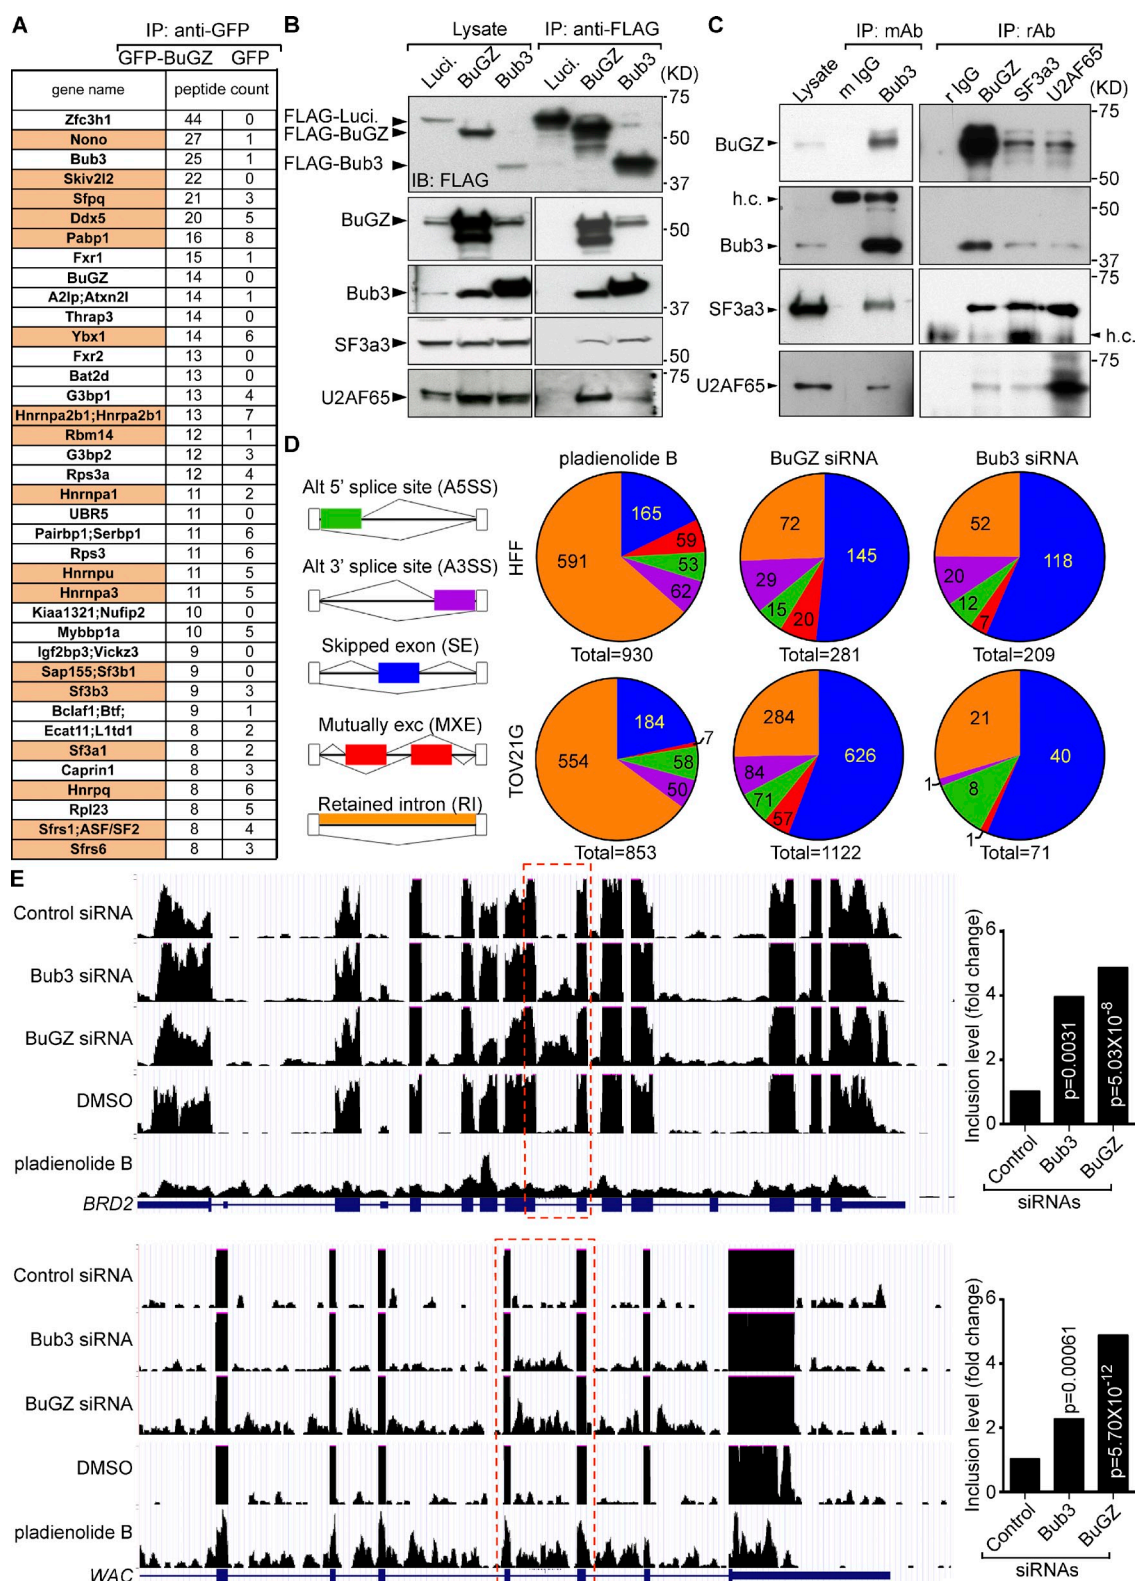 A
IP: anti-GFP
GFP-BuGZ GFP
gene name peptide count
Zfc3h1 44 0
Nono 27 1
Bub3 25 1
Skiv2l2 22 0
Sfpq 21 3
Ddx5 20 5
Pabp1 16 8
Fxr1 15 1
BuGZ 14 0
A2lp;Atxn2l 14 1
Thrap3 14 0
Ybx1 14 6
Fxr2 13 0
Bat2d 13 0
G3bp1 13 4
Hnrnpa2b1;Hnrpa2b1 13 7
Rbm14 12 1
G3bp2 12 3
Rps3a 12 4
Hnrnpa1 11 2
UBR5 11 0
Pairbp1;Serbp1 11 6
Rps3 11 6
Hnrnpu 11 5
Hnrnpa3 11 5
Kiaa1321;Nufip2 10 0
Mybbp1a 10 5
Igf2bp3;Vickz3 9 0
Sap155;Sf3b1 9 0
Sf3b3 9 3
Bclaf1;Btf; 9 1
Ecat11;L1td1 8 2
Sf3a1 8 2
Caprin1 8 3
Hnrpq 8 6
Rpl23 8 5
Sfrs1;ASF/SF2 8 4
Sfrs6 8 3
B
Lysate IP: anti-FLAG
Luci. BuGZ Bub3 Luci. BuGZ Bub3 (KD)
75
FLAG-Luci.
FLAG-BuGZ 50
FLAG-Bub3
IB: FLAG 37
BuGZ 50
Bub3 37
SF3a3 50
75
U2AF65
C
IP: mAb IP: rAb
Lysate m IgG Bub3 r IgG BuGZ SF3a3 U2AF65 (KD)
75
BuGZ
50
h.c. 50
Bub3 37
75
SF3a3
h.c.
75
U2AF65
D
Alt 5' splice site (A5SS)
Alt 3' splice site (A3SS)
Skipped exon (SE)
Mutually exc (MXE)
Retained intron (RI)
pladienolide B BuGZ siRNA Bub3 siRNA
HFF
165 59 53 62 591
145 20 15 29 72
118 7 12 20 52
Total=930 Total=281 Total=209
TOV21G
184 7 58 50 554
626 57 71 84 284
40 1 8 1 21
Total=853 Total=1122 Total=71
E
Control siRNA
Bub3 siRNA
BuGZ siRNA
DMSO
pladienolide B
BRD2
Inclusion level (fold change)
6
4
2
0
p=0.0031
p=5.03X10-8
Control Bub3 BuGZ
siRNAs
Control siRNA
Bub3 siRNA
BuGZ siRNA
DMSO
pladienolide B
WAC
Inclusion level (fold change)
6
4
2
0
p=0.00061
p=5.70X10-12
Control Bub3 BuGZ
siRNAs